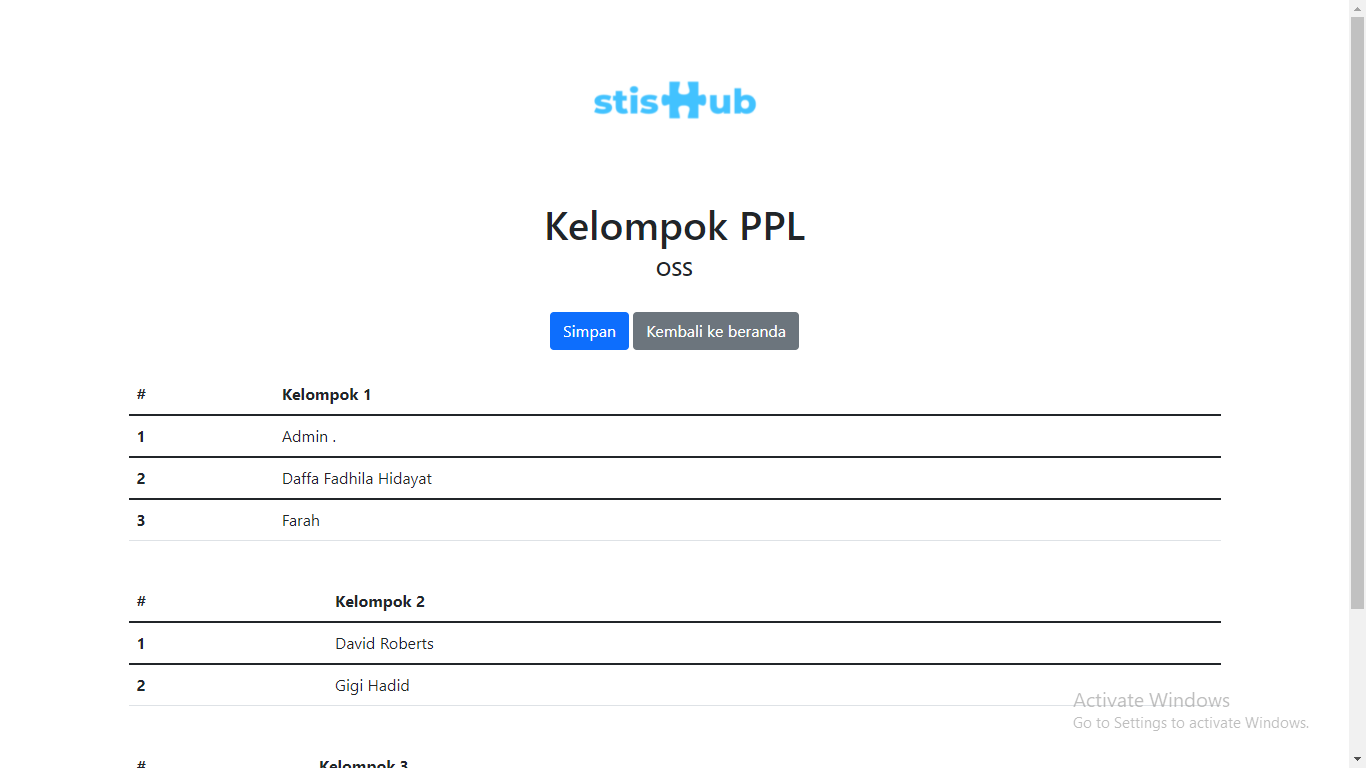 stisHub
Kelompok PPL
OSS
Simpan Kembali ke beranda
# Kelompok 1
1 Admin .
2 Daffa Fadhila Hidayat
3 Farah
# Kelompok 2
1 David Roberts
2 Gigi Hadid
Activate Windows
Go to Settings to activate Windows.
# Kelompok 3